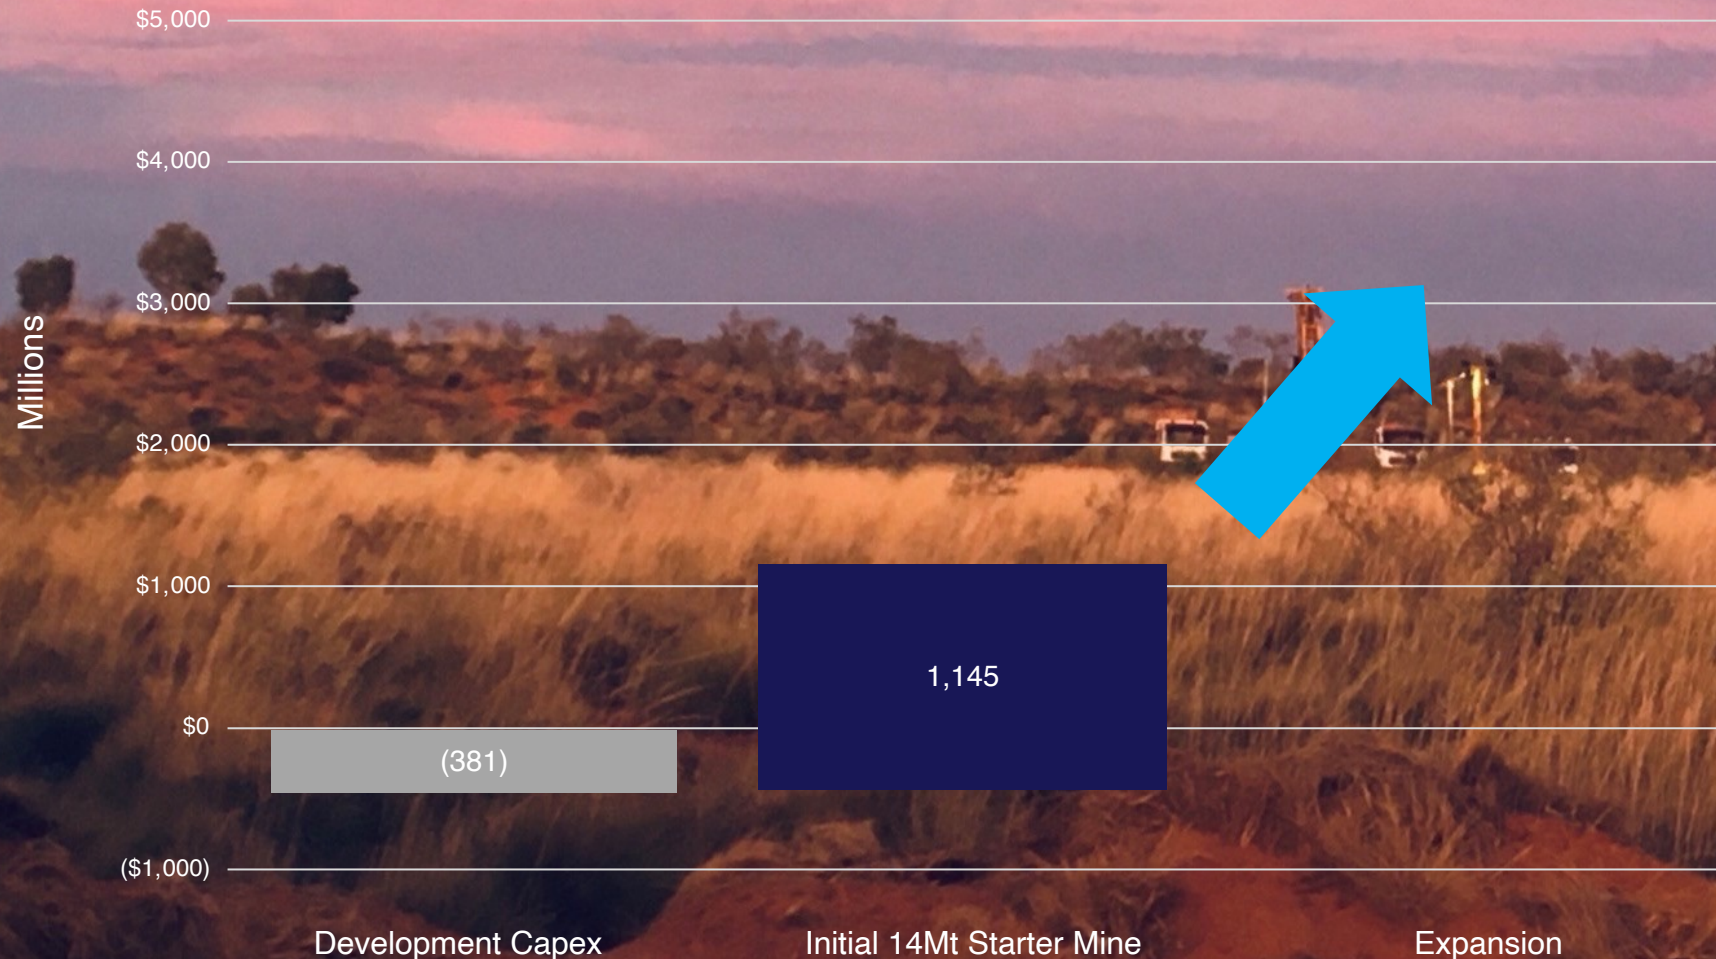 $5,000
$4,000
$3,000
Millions
$2,000
$1,000
1,145
$0
(381)
($1,000)
Development Capex
Initial 14Mt Starter Mine
Expansion